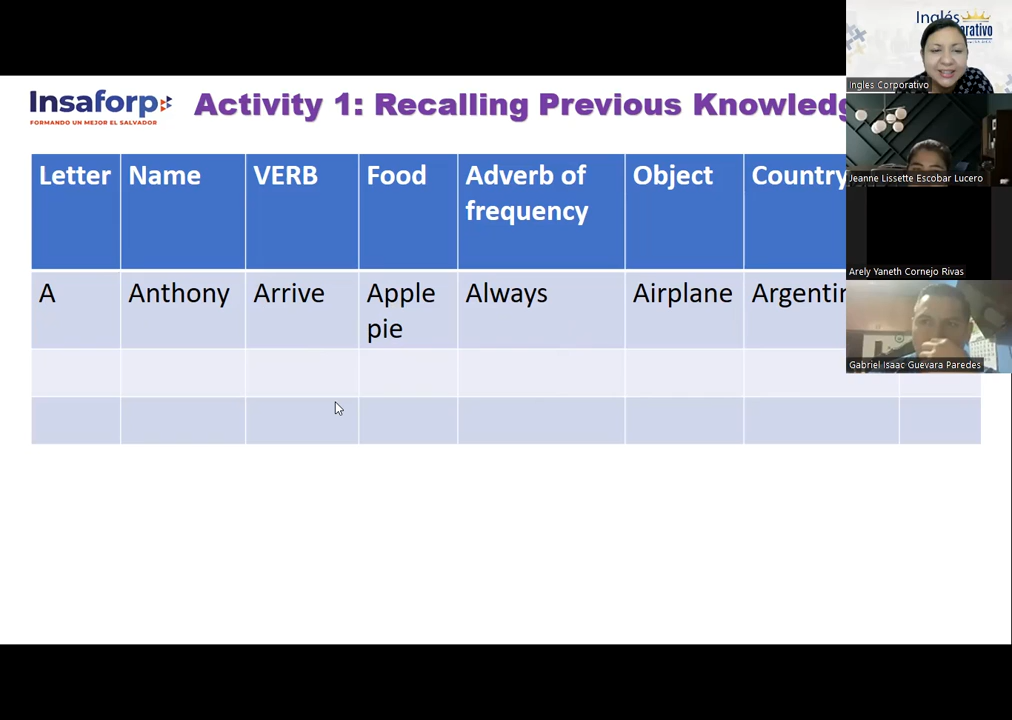 Inglés
orativo
Ingles Corporativo
Insaforp
FORMANDO UN MEJOR EL SALVADOR
Activity 1: Recalling Previous Knowledg
Jeanne Lissette Escobar Lucero
Letter Name VERB Food Adverb of frequency Object Country
Arely Yaneth Cornejo Rivas
A Anthony Arrive Apple pie Always Airplane Argentin
Gabriel Isaac Guevara Paredes